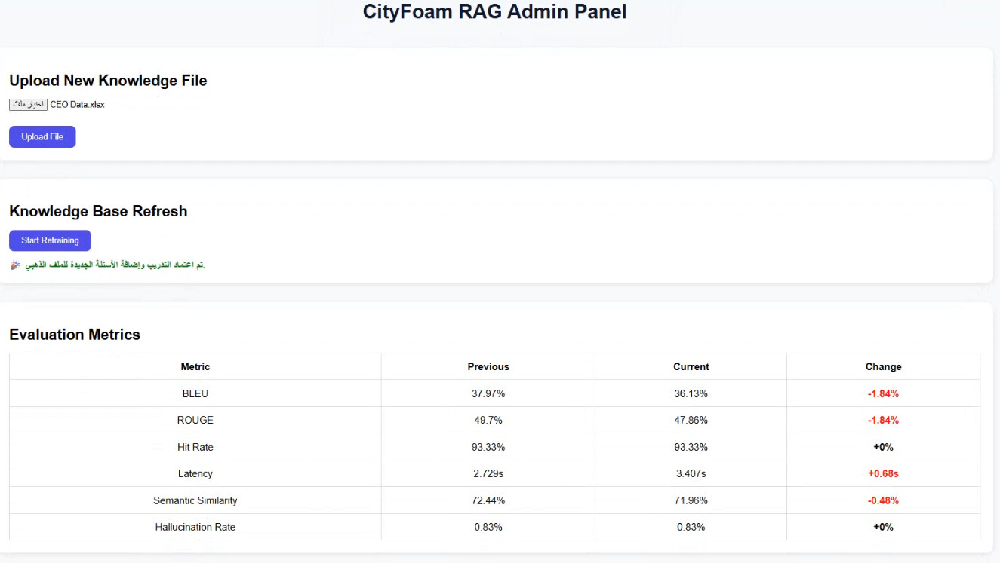 CityFoam RAG Admin Panel
Upload New Knowledge File
اختيار ملف CEO Data.xlsx
Upload File
Knowledge Base Refresh
Start Retraining
🎉 تم اعتماد التدريب وإضافة الأسئلة الجديدة للملف الذهبي.
Evaluation Metrics
Metric Previous Current Change
BLEU 37.97% 36.13% -1.84%
ROUGE 49.7% 47.86% -1.84%
Hit Rate 93.33% 93.33% +0%
Latency 2.729s 3.407s +0.68s
Semantic Similarity 72.44% 71.96% -0.48%
Hallucination Rate 0.83% 0.83% +0%